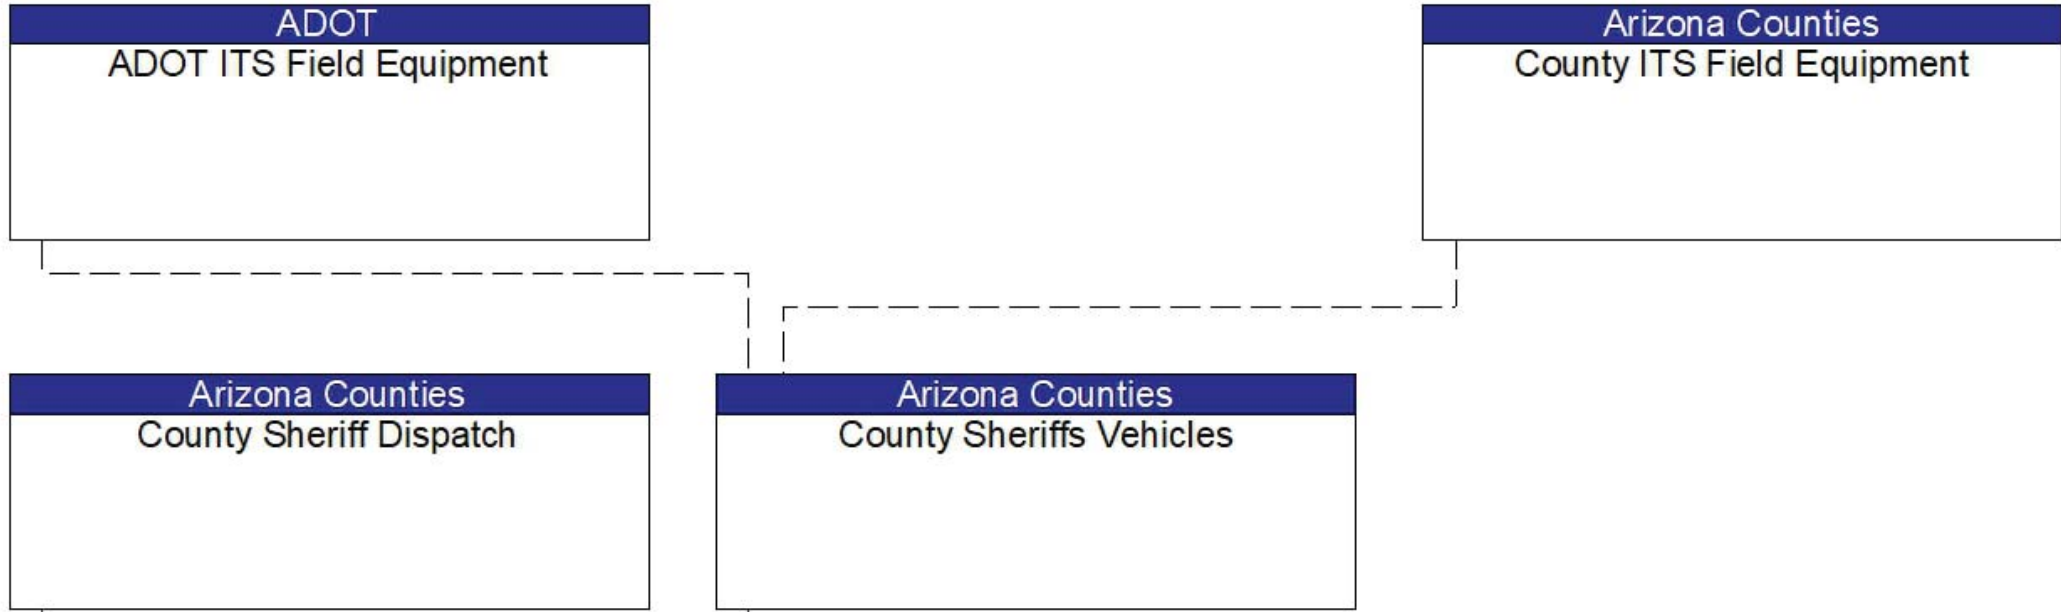 ADOT
ADOT ITS Field Equipment
Arizona Counties
County ITS Field Equipment
Arizona Counties
County Sheriff Dispatch
Arizona Counties
County Sheriffs Vehicles